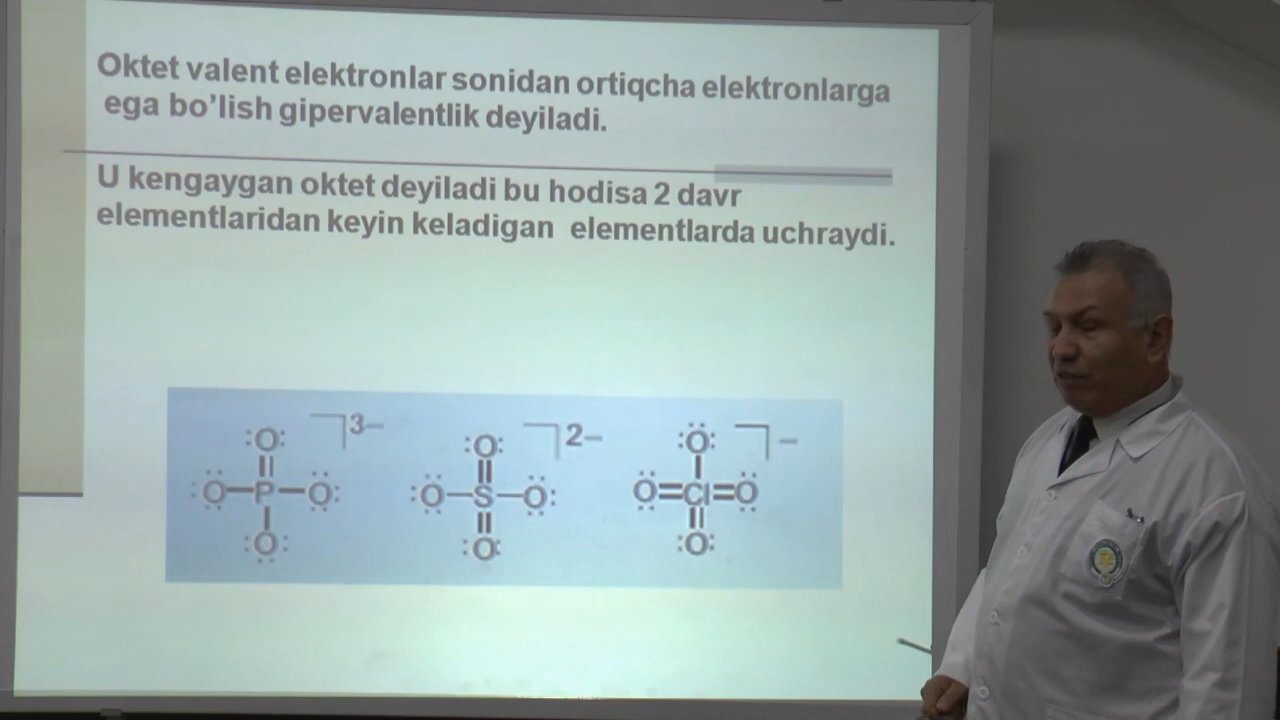 Oktet valent elektronlar sonidan ortiqcha elektronlarga
ega bo’lish gipervalentlik deyiladi.
U kengaygan oktet deyiladi bu hodisa 2 davr
elementlaridan keyin keladigan elementlarda uchraydi.
:O: ]3–
:O–P–O:
:O:
:O: ]2–
:O–S–O:
:O:
:O: ]–
O=Cl=O
:O: